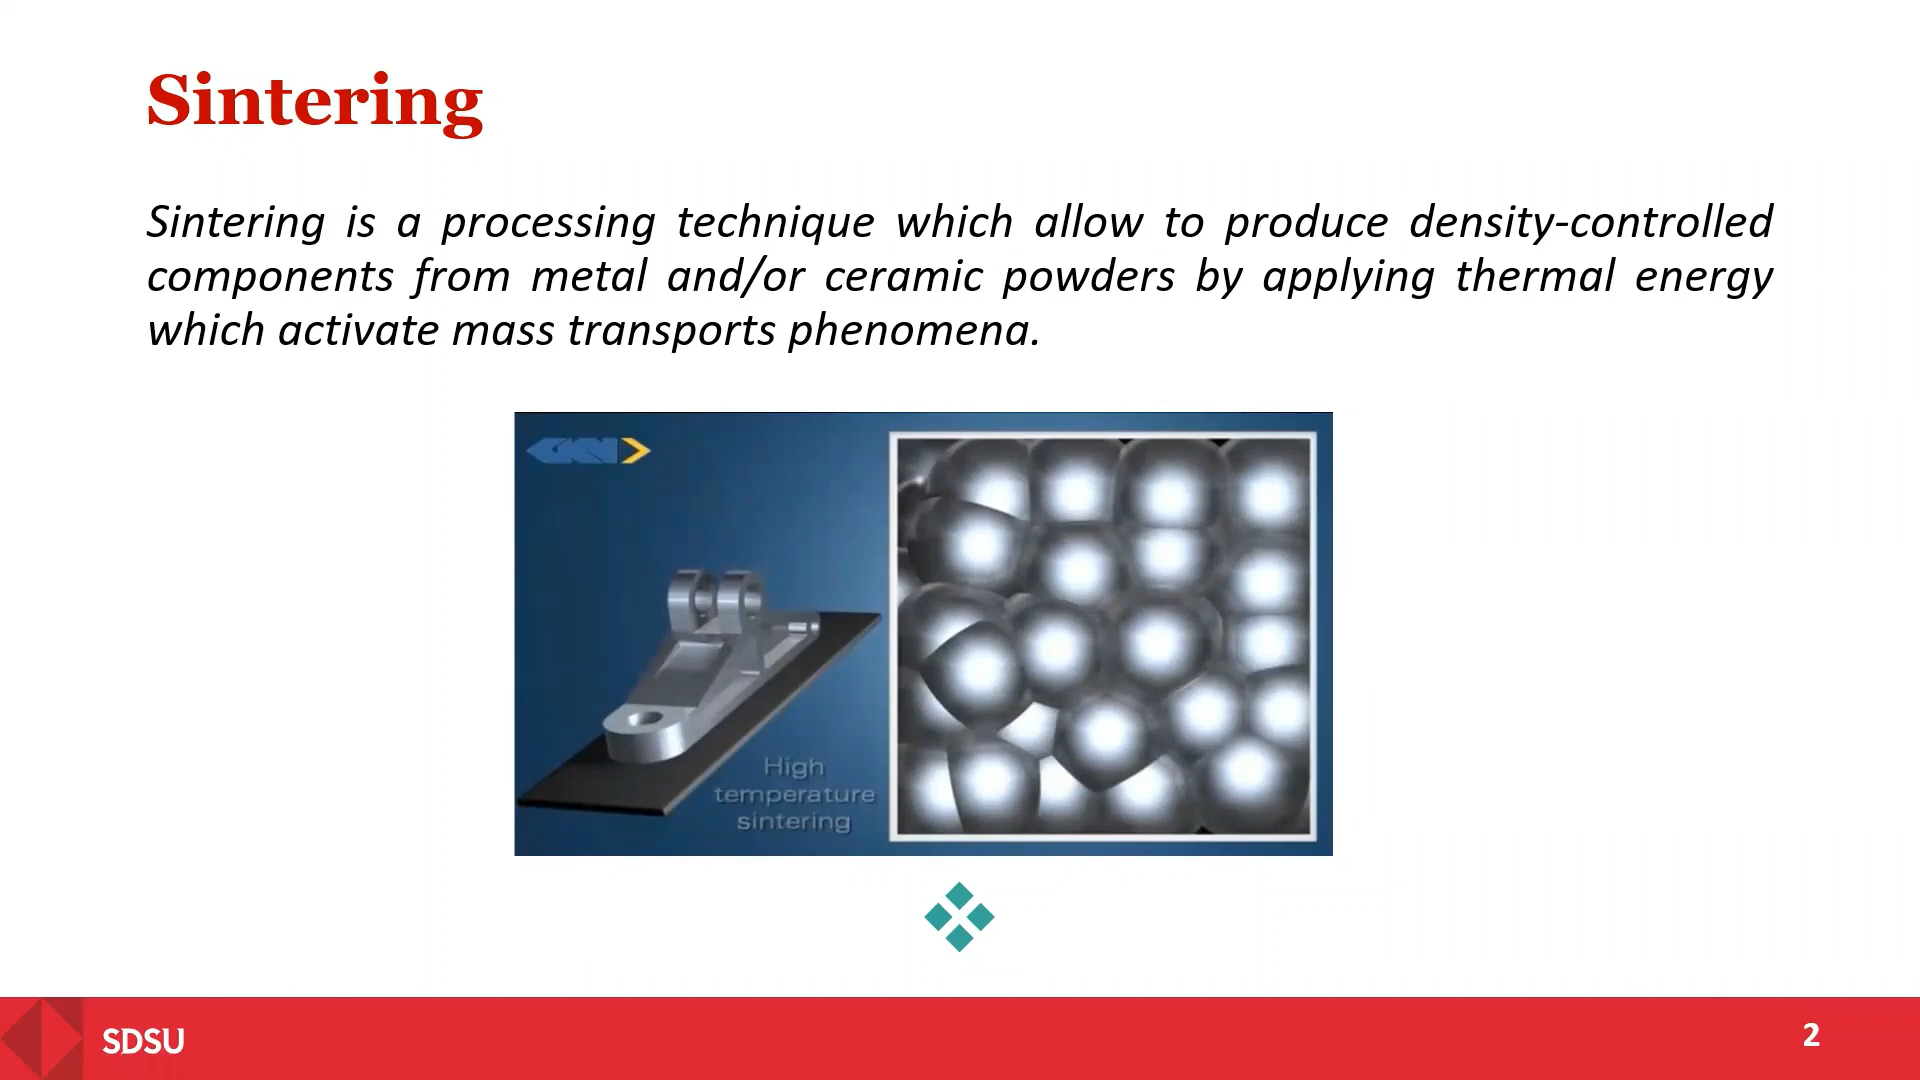 Sintering
Sintering is a processing technique which allow to produce density-controlled
components from metal and/or ceramic powders by applying thermal energy
which activate mass transports phenomena.
GKN
High
temperature
sintering
SDSU
2